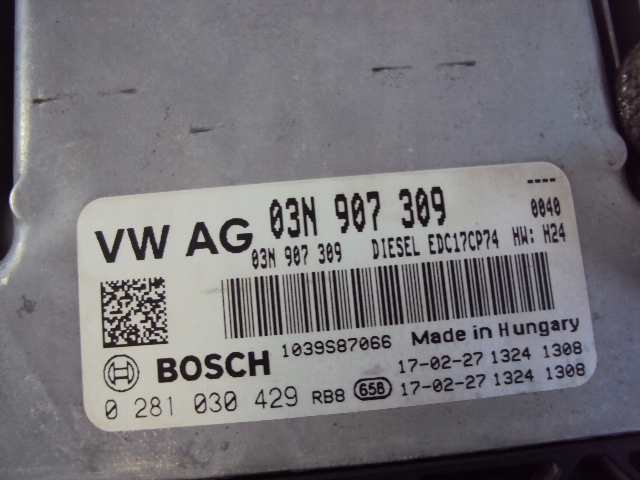 ----
VW AG 03N 907 309 0040
03N 907 309 DIESEL EDC17CP74 HW: H24
1039S87066 Made in Hungary
BOSCH 17-02-27 1324 1308
0 281 030 429 RB8 65B 17-02-27 1324 1308